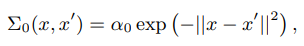 Σ₀(x, x′) = α₀ exp (−||x − x′||²) ,